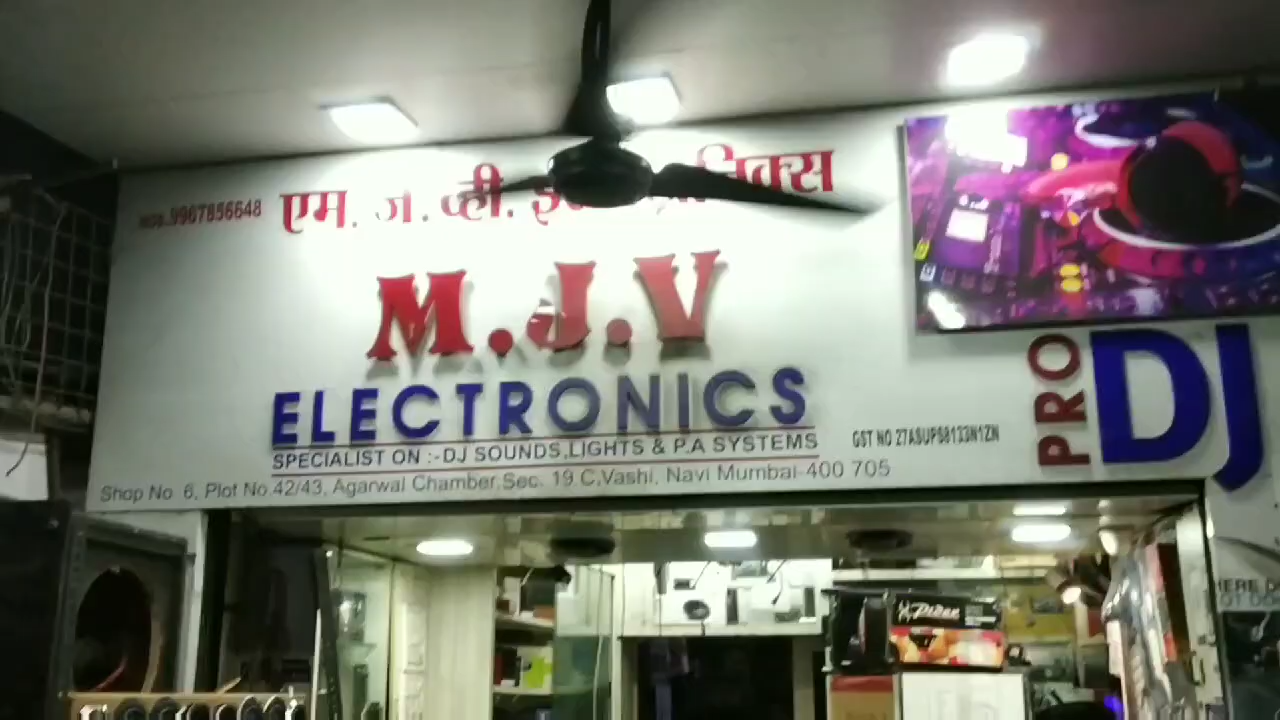 9967856648
एम. ज. व्ही.
M.J.V
ELECTRONICS
SPECIALIST ON :-DJ SOUNDS,LIGHTS & P.A SYSTEMS
Shop No 6, Plot No 42/43, Agarwal Chamber,Sec. 19 C,Vashi, Navi Mumbai-400 705
GST NO 27ASUPS8133N1ZN
PRO DJ